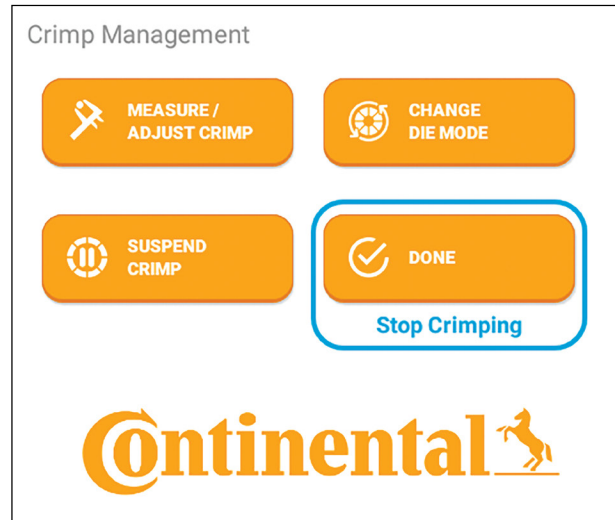 Crimp Management
MEASURE /
ADJUST CRIMP
CHANGE
DIE MODE
SUSPEND
CRIMP
DONE
Stop Crimping
Continental